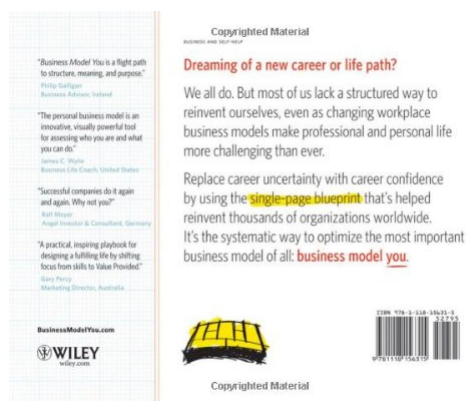 Copyrighted Material
BUSINESS AND SELF-HELP
"Business Model You is a flight path
to structure, meaning, and purpose."
Philip Galligan
Business Advisor, Ireland
"The personal business model is an
innovative, visually powerful tool
for assessing who you are and what
you can do."
James C. Wylie
Business Life Coach, United States
"Successful companies do it again
and again. Why not you?"
Ralf Meyer
Angel Investor & Consultant, Germany
"A practical, inspiring playbook for
designing a fulfilling life by shifting
focus from skills to Value Provided."
Gary Percy
Marketing Director, Australia
BusinessModelYou.com
WILEY
wiley.com
Dreaming of a new career or life path?
We all do. But most of us lack a structured way to
reinvent ourselves, even as changing workplace
business models make professional and personal life
more challenging than ever.
Replace career uncertainty with career confidence
by using the single-page blueprint that's helped
reinvent thousands of organizations worldwide.
It's the systematic way to optimize the most important
business model of all: business model you.
ISBN 978-1-118-15631-5
52795
9781118156315
Copyrighted Material